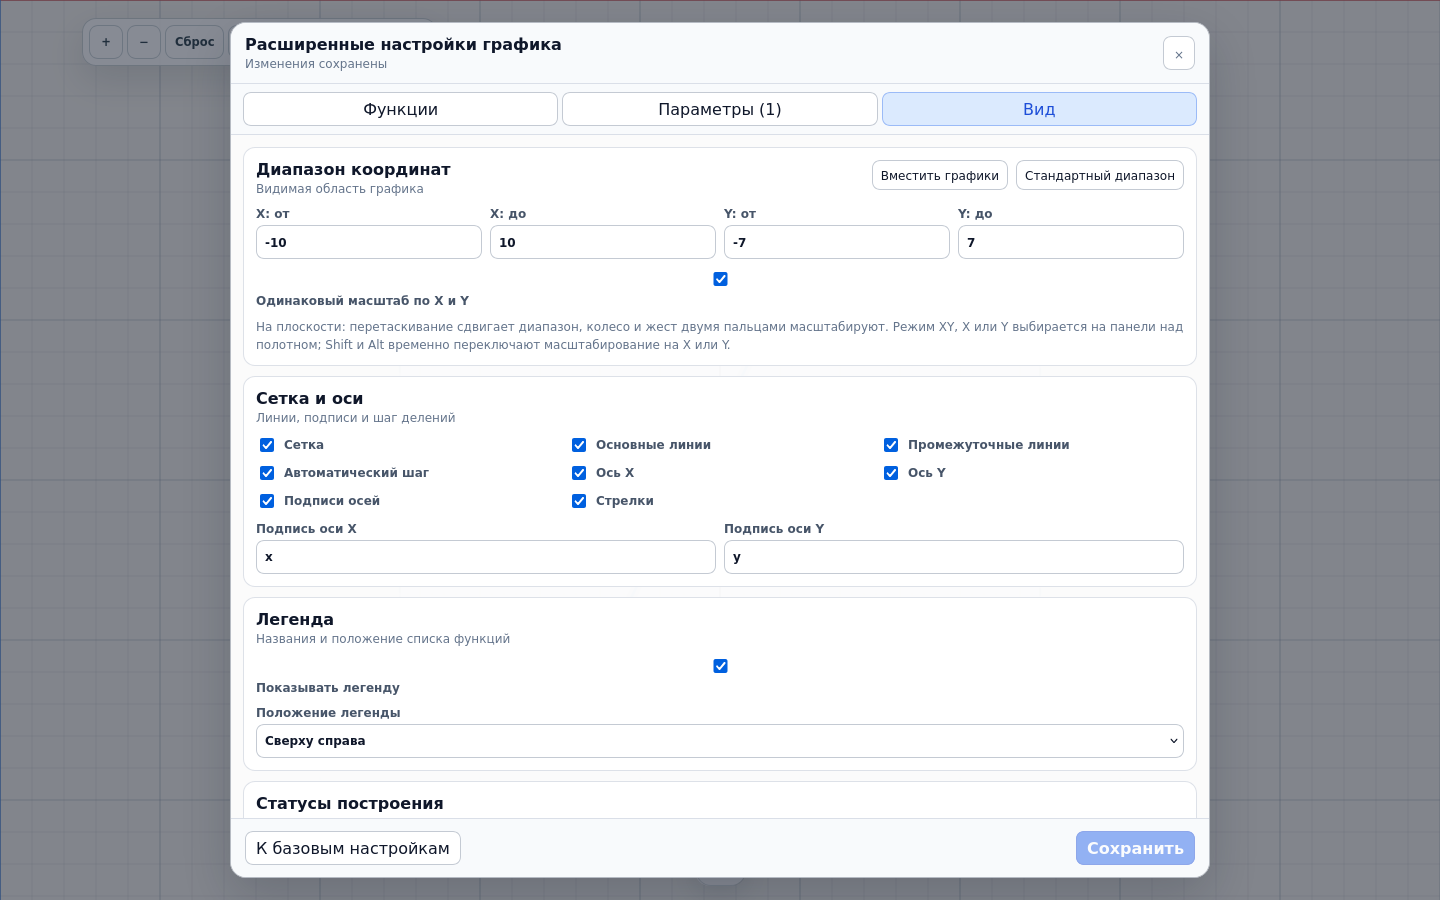 +
−
Сброс
Расширенные настройки графика
Изменения сохранены
×
Функции
Параметры (1)
Вид
Диапазон координат
Видимая область графика
Вместить графики
Стандартный диапазон
X: от
X: до
Y: от
Y: до
-10
10
-7
7
Одинаковый масштаб по X и Y
На плоскости: перетаскивание сдвигает диапазон, колесо и жест двумя пальцами масштабируют. Режим XY, X или Y выбирается на панели над
полотном; Shift и Alt временно переключают масштабирование на X или Y.
Сетка и оси
Линии, подписи и шаг делений
Сетка
Основные линии
Промежуточные линии
Автоматический шаг
Ось X
Ось Y
Подписи осей
Стрелки
Подпись оси X
Подпись оси Y
x
y
Легенда
Названия и положение списка функций
Показывать легенду
Положение легенды
Сверху справа
Статусы построения
К базовым настройкам
Сохранить